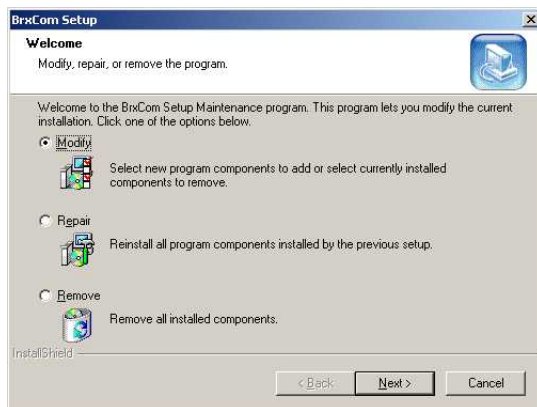 BrxCom Setup
Welcome
Modify, repair, or remove the program.
Welcome to the BrxCom Setup Maintenance program. This program lets you modify the current
installation. Click one of the options below.
Modify
Select new program components to add or select currently installed
components to remove.
Repair
Reinstall all program components installed by the previous setup.
Remove
Remove all installed components.
InstallShield
< Back
Next >
Cancel